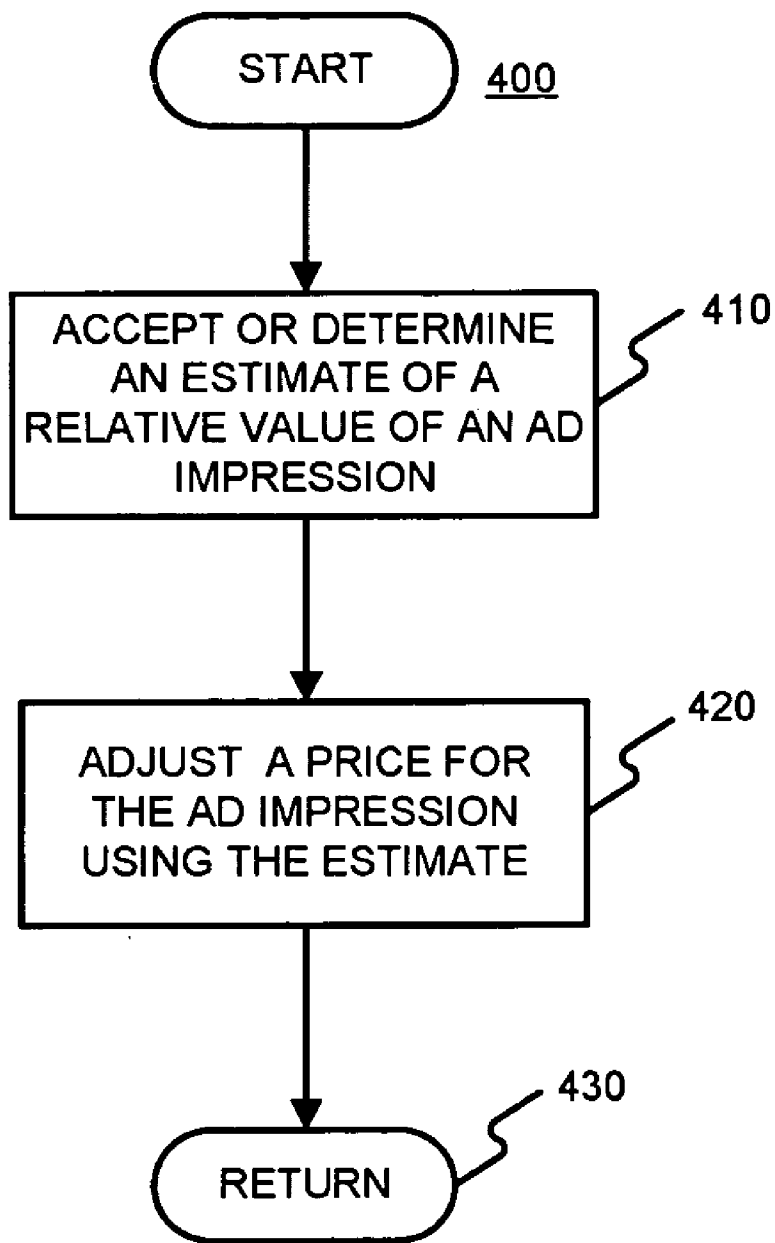 START
400
ACCEPT OR DETERMINE
AN ESTIMATE OF A
RELATIVE VALUE OF AN AD
IMPRESSION
410
ADJUST A PRICE FOR
THE AD IMPRESSION
USING THE ESTIMATE
420
RETURN
430